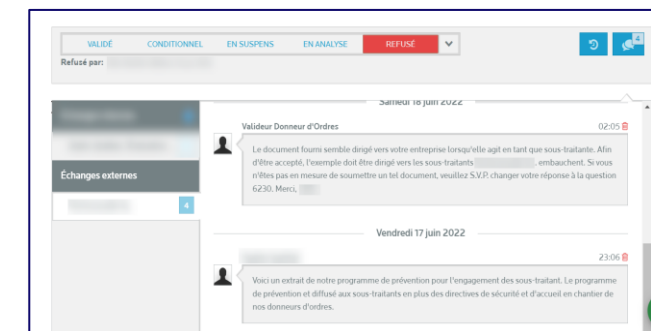 VALIDÉ CONDITIONNEL EN SUSPENS EN ANALYSE REFUSÉ
4
Refusé par:
Samedi 18 juin 2022
Valideur Donneur d'Ordres 02:05
Le document fourni semble dirigé vers votre entreprise lorsqu'elle agit en tant que sous-traitante. Afin
d'être accepté, l'exemple doit être dirigé vers les sous-traitants , embauchent. Si vous
n'êtes pas en mesure de soumettre un tel document, veuillez S.V.P. changer votre réponse à la question
6230. Merci,
Échanges externes
4
Vendredi 17 juin 2022
23:06
Voici un extrait de notre programme de prévention pour l'engagement des sous-traitant. Le programme
de prévention et diffusé aux sous-traitants en plus des directives de sécurité et d'accueil en chantier de
nos donneurs d'ordres.